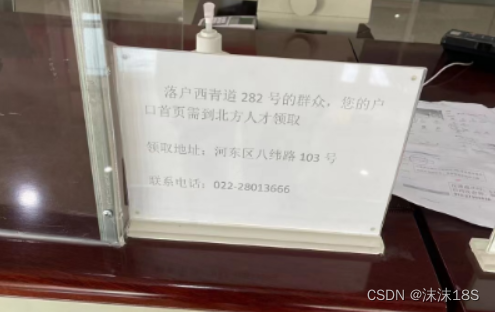 落户西青道 282 号的群众，您的户
口首页需到北方人才领取
领取地址：河东区八纬路 103 号
联系电话：022-28013666
CSDN @沫沫18S